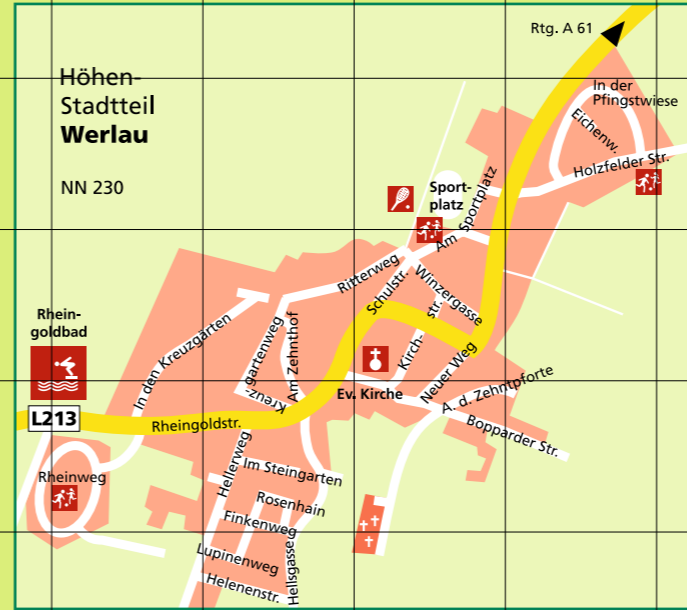 Rtg. A 61
Höhen-
Stadtteil
Werlau
NN 230
In der
Pfingstwiese
Eichenw.
Holzfelder Str.
Sport-
platz
Am Sportplatz
Ritterweg
Schulstr.
Winzergasse
Kirch-
str.
Neuer Weg
Rhein-
goldbad
L213
In den Kreuzgärten
Kreuz-
gartenweg
Am Zehnthof
Ev. Kirche
A. d. Zehntpforte
Bopparder Str.
Rheingoldstr.
Rheinweg
Hellerweg
Im Steingarten
Rosenhain
Finkenweg
Lupinenweg
Hellsgasse
Helenenstr.